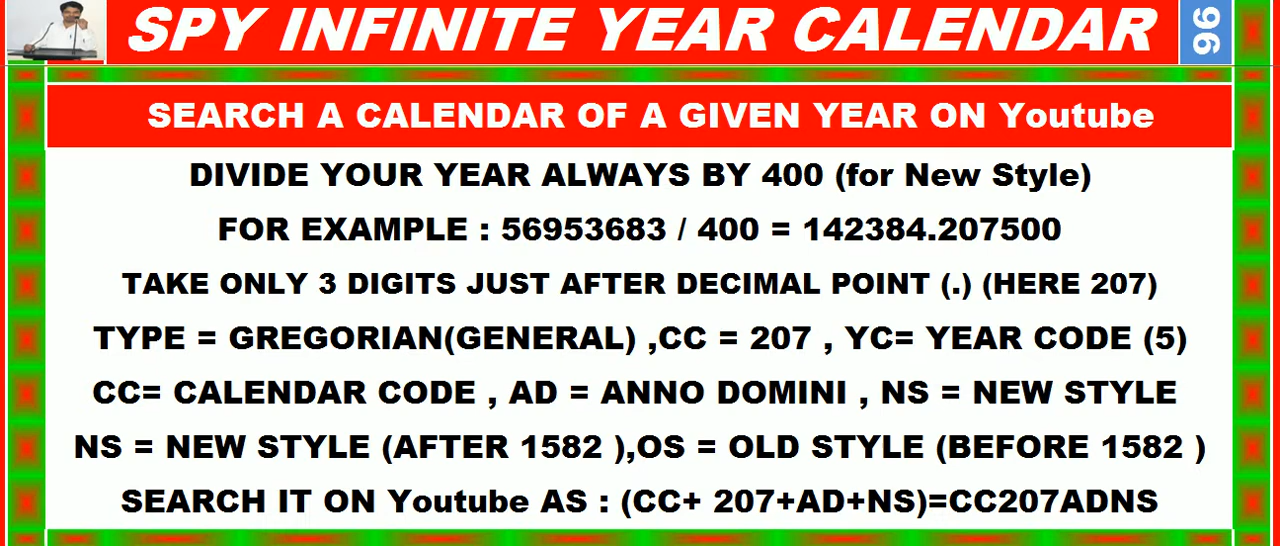 SPY INFINITE YEAR CALENDAR
96
SEARCH A CALENDAR OF A GIVEN YEAR ON Youtube
DIVIDE YOUR YEAR ALWAYS BY 400 (for New Style)
FOR EXAMPLE : 56953683 / 400 = 142384.207500
TAKE ONLY 3 DIGITS JUST AFTER DECIMAL POINT (.) (HERE 207)
TYPE = GREGORIAN(GENERAL) ,CC = 207 , YC= YEAR CODE (5)
CC= CALENDAR CODE , AD = ANNO DOMINI , NS = NEW STYLE
NS = NEW STYLE (AFTER 1582 ),OS = OLD STYLE (BEFORE 1582 )
SEARCH IT ON Youtube AS : (CC+ 207+AD+NS)=CC207ADNS